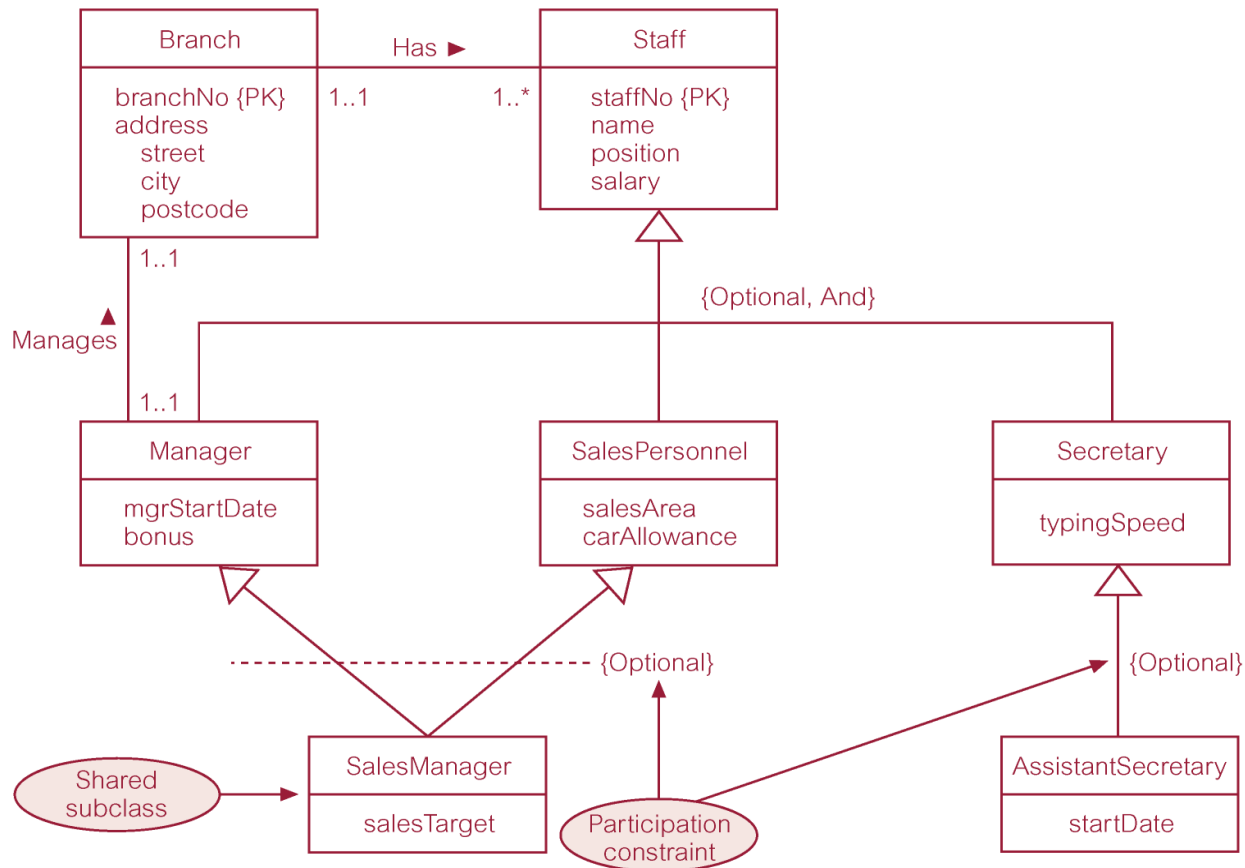 Branch
Has ►
Staff
branchNo {PK}
address
street
city
postcode
1..1
1..*
staffNo {PK}
name
position
salary
1..1
Manages ▲
1..1
{Optional, And}
Manager
mgrStartDate
bonus
SalesPersonnel
salesArea
carAllowance
Secretary
typingSpeed
{Optional}
{Optional}
Shared
subclass
SalesManager
salesTarget
Participation
constraint
AssistantSecretary
startDate